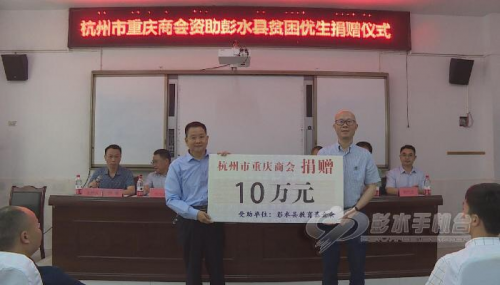 杭州市重庆商会资助彭水县贫困优生捐赠仪式
杭州市重庆商会 捐赠
10万元
受助单位：彭水县教育基金会
彭水手机台